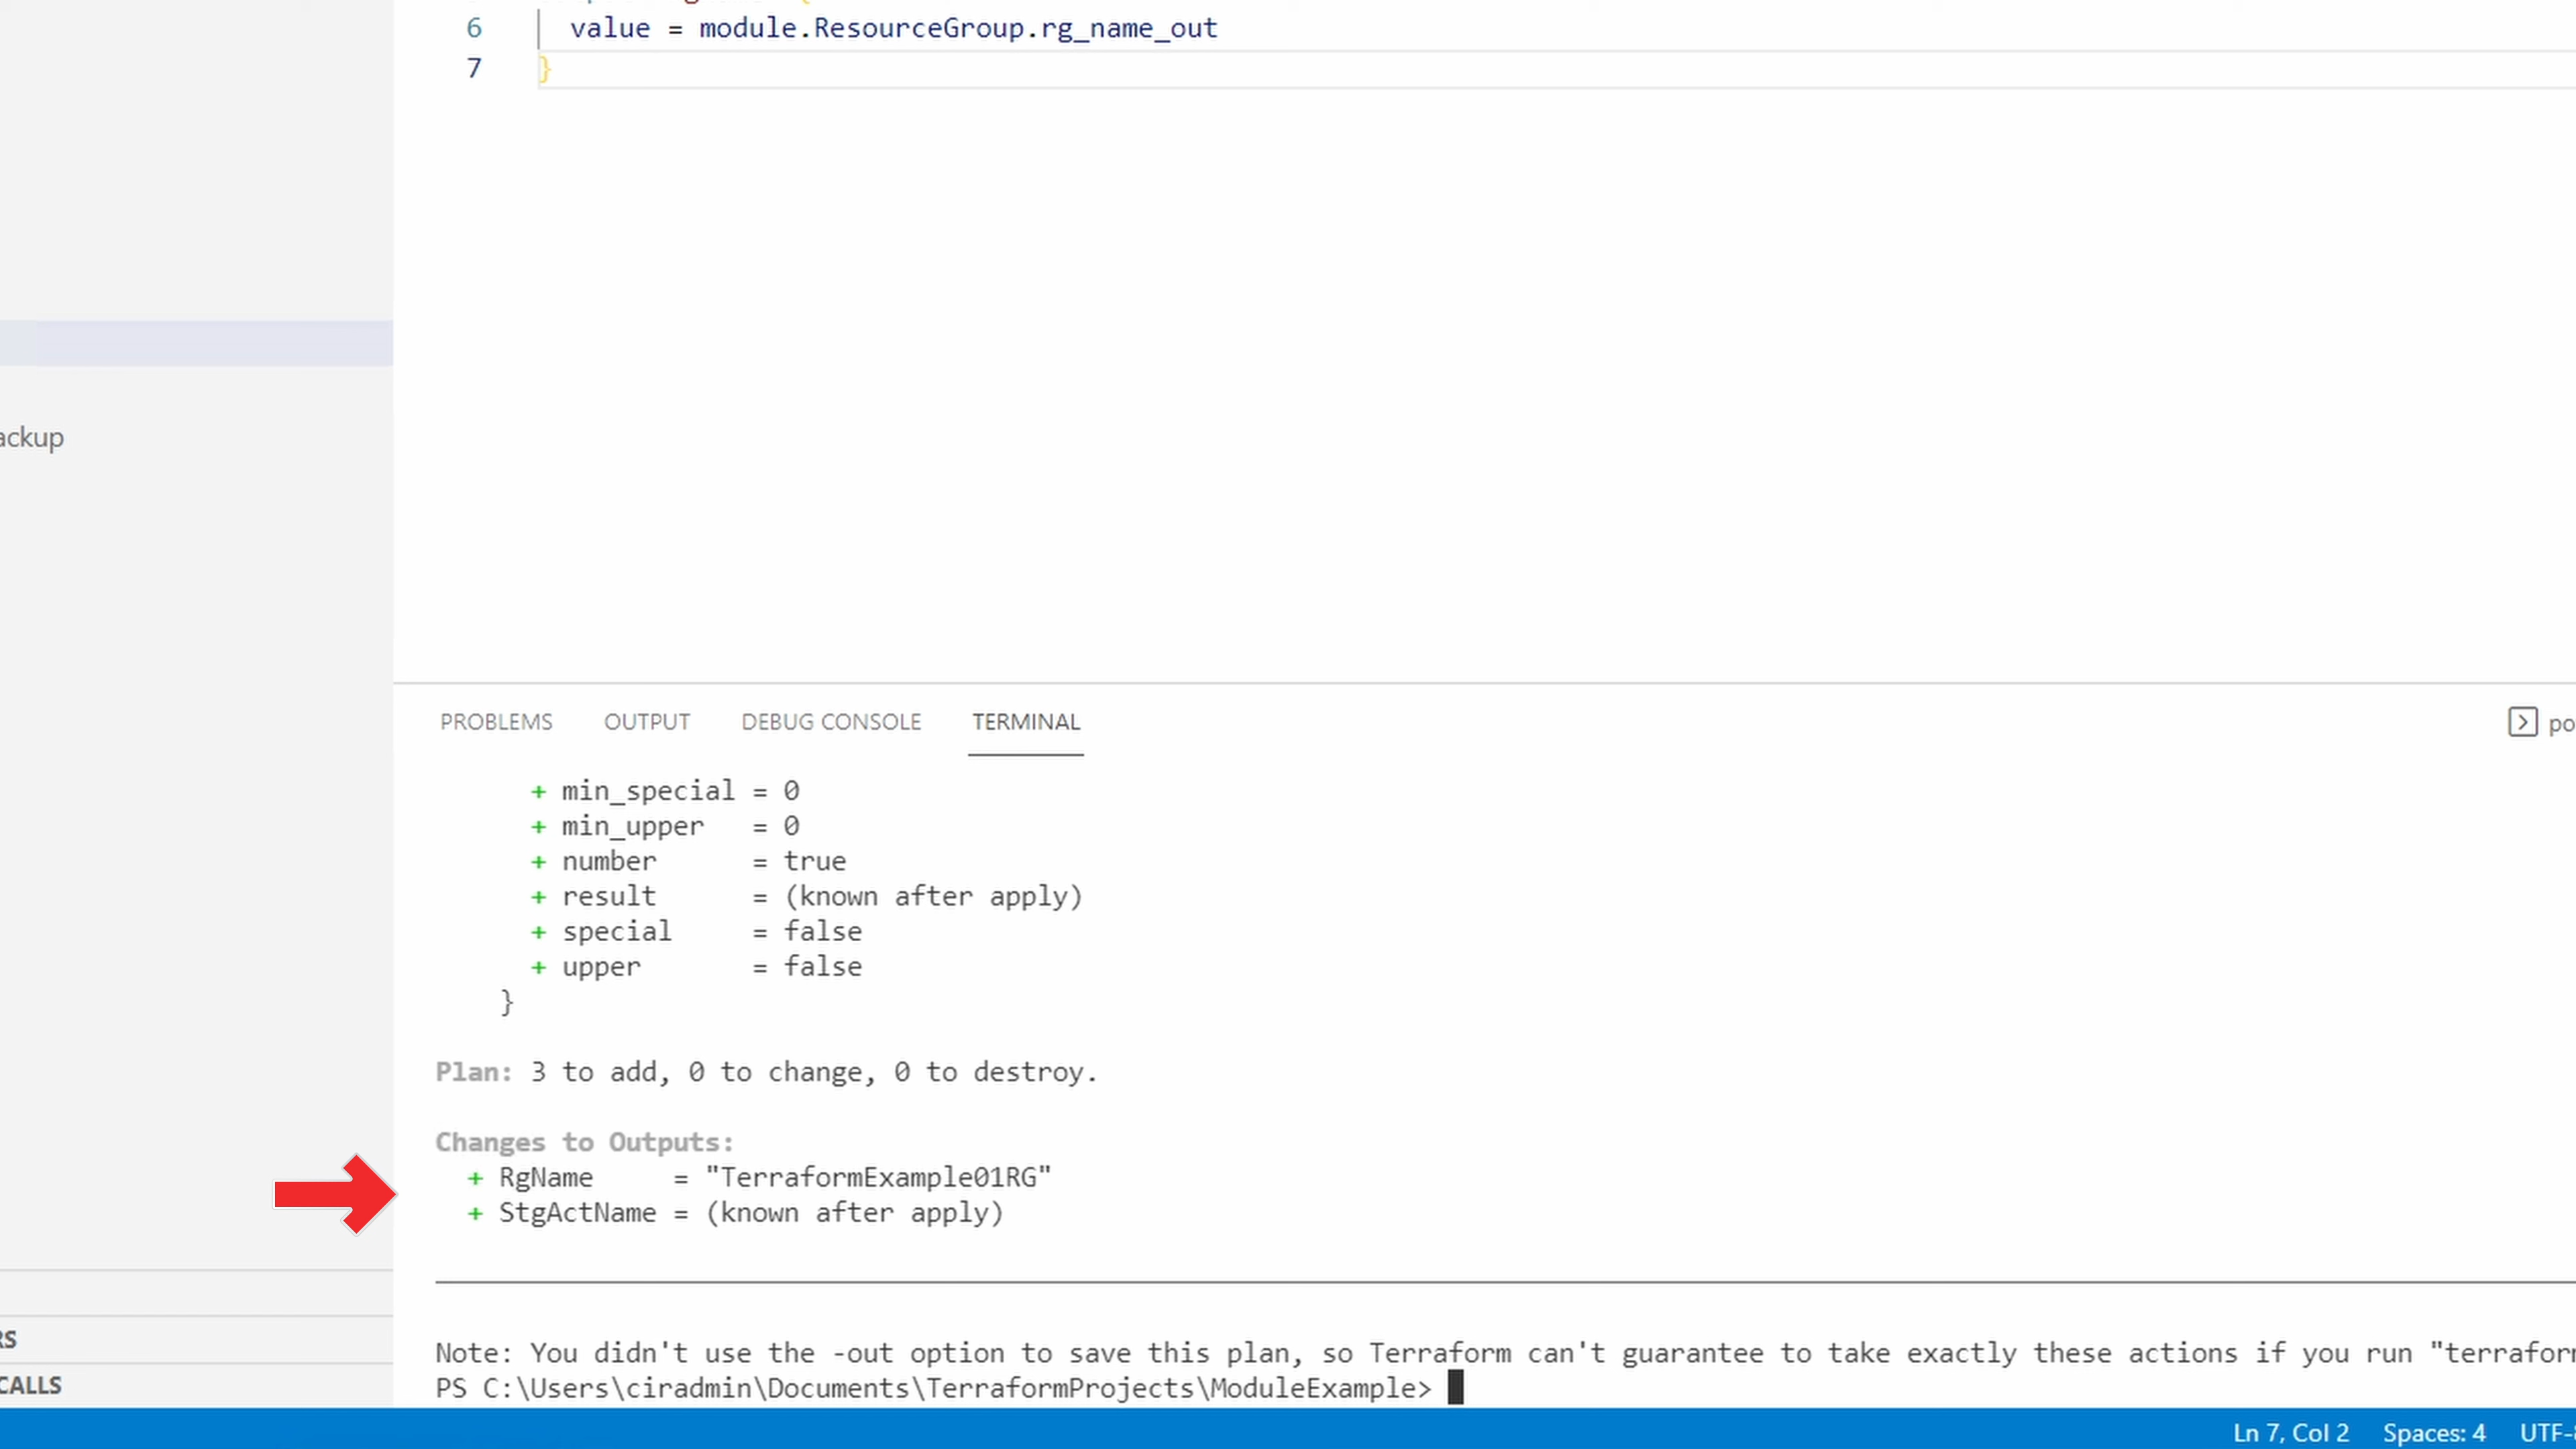 6 value = module.ResourceGroup.rg_name_out
7 }
ackup
PROBLEMS OUTPUT DEBUG CONSOLE TERMINAL po
+ min_special = 0
+ min_upper = 0
+ number = true
+ result = (known after apply)
+ special = false
+ upper = false
}
Plan: 3 to add, 0 to change, 0 to destroy.
Changes to Outputs:
+ RgName = "TerraformExample01RG"
+ StgActName = (known after apply)
RS
CALLS
Note: You didn't use the -out option to save this plan, so Terraform can't guarantee to take exactly these actions if you run "terraform
PS C:\Users\ciradmin\Documents\TerraformProjects\ModuleExample>
Ln 7, Col 2 Spaces: 4 UTF-